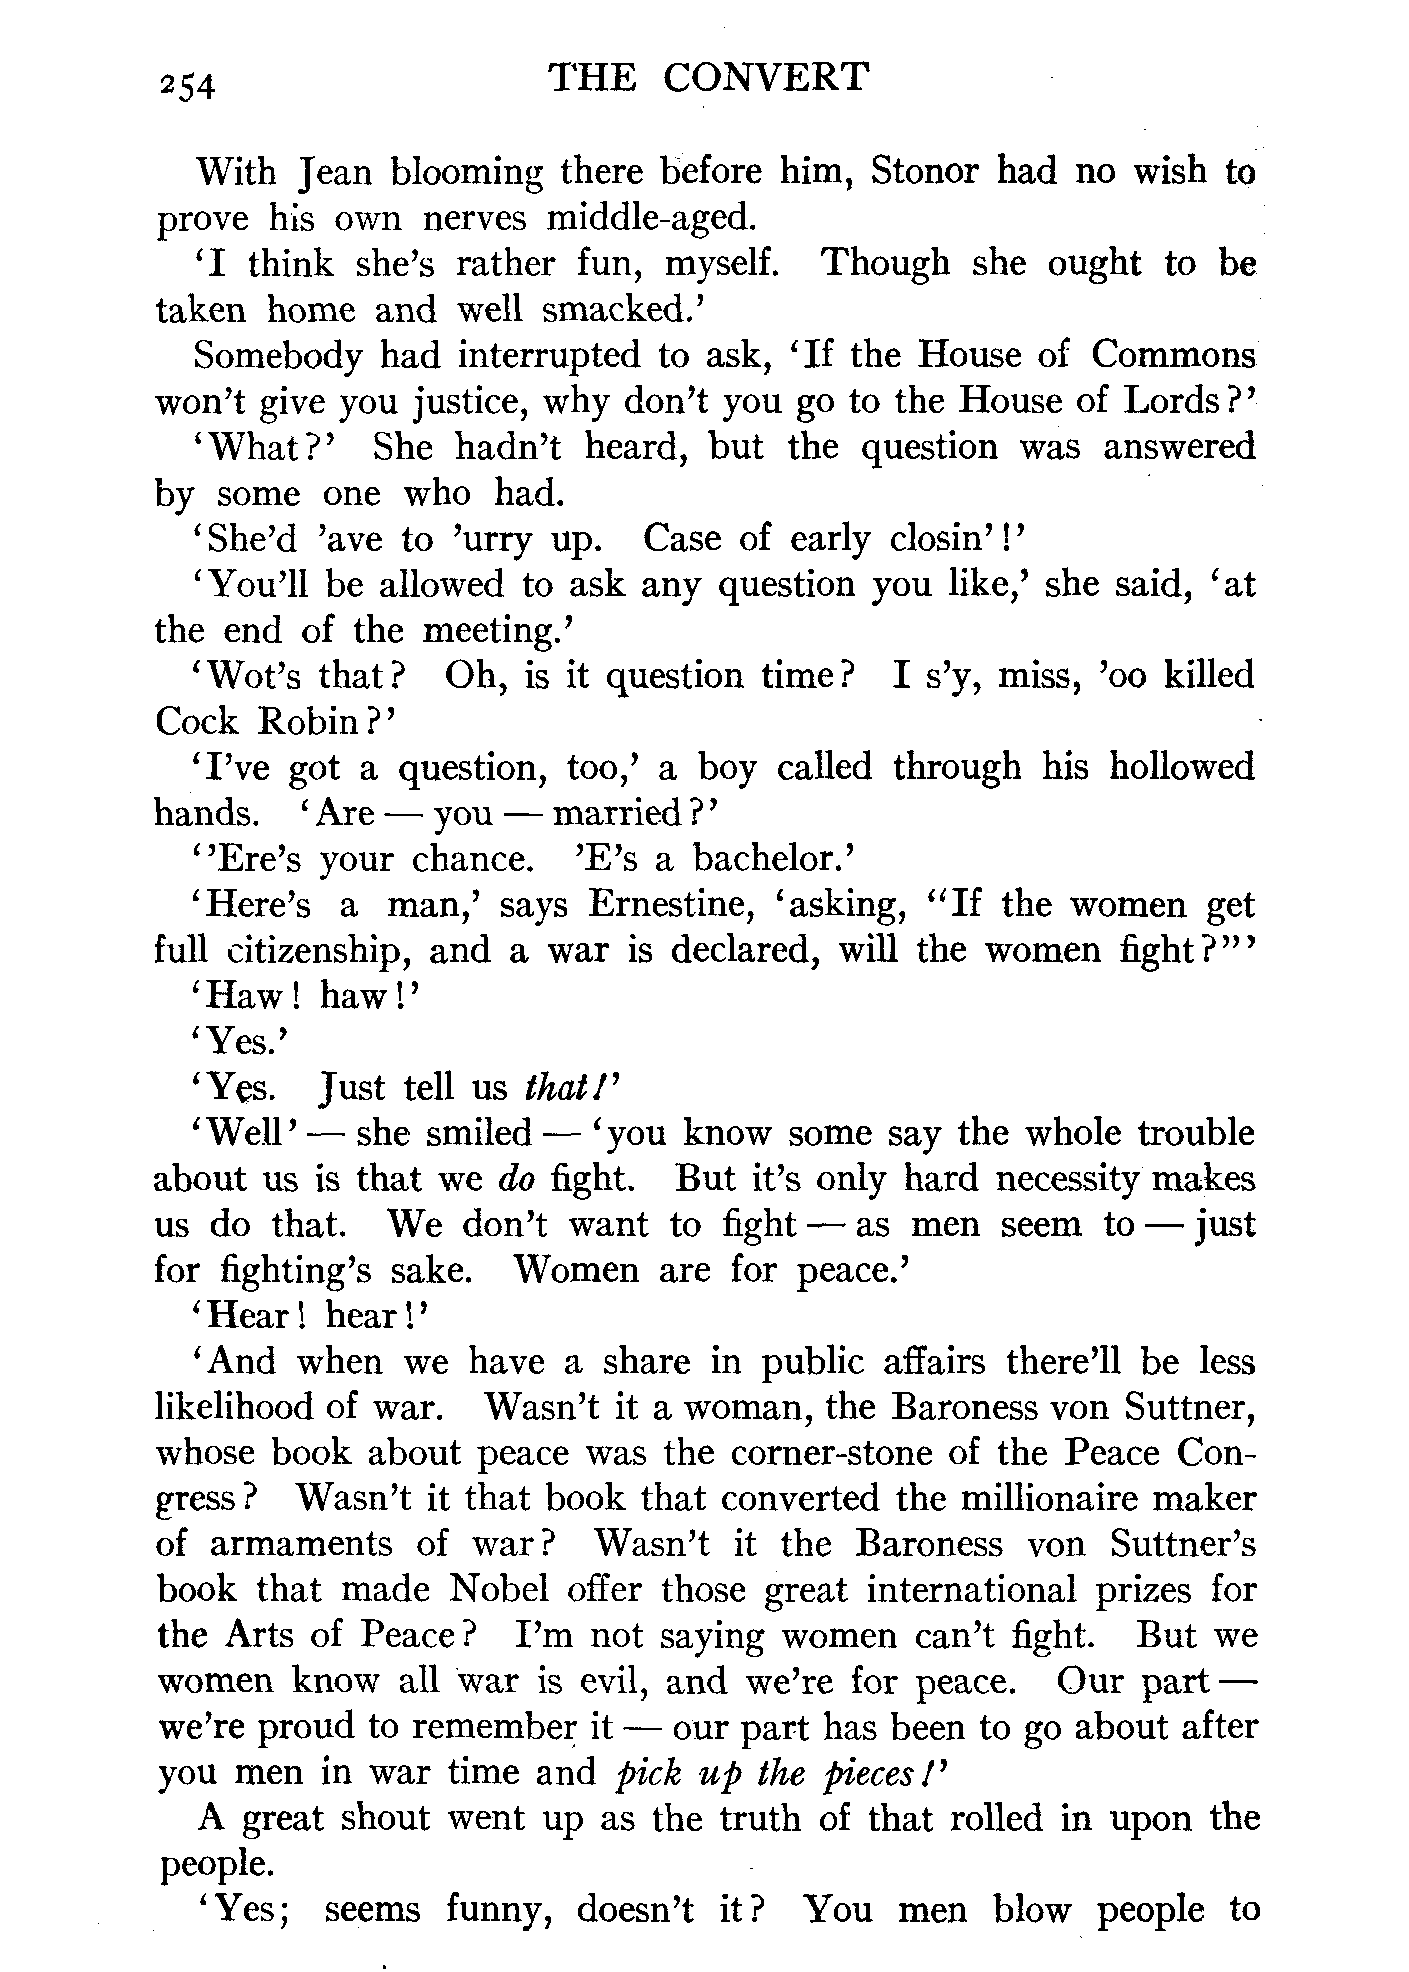 254 THE CONVERT
With Jean blooming there before him, Stonor had no wish to
prove his own nerves middle-aged.
‘I think she’s rather fun, myself. Though she ought to be
taken home and well smacked.’
Somebody had interrupted to ask, ‘If the House of Commons
won’t give you justice, why don’t you go to the House of Lords?’
‘What?’ She hadn’t heard, but the question was answered
by some one who had.
‘She’d ’ave to ’urry up. Case of early closin’!’
‘You’ll be allowed to ask any question you like,’ she said, ‘at
the end of the meeting.’
‘Wot’s that? Oh, is it question time? I s’y, miss, ’oo killed
Cock Robin?’
‘I’ve got a question, too,’ a boy called through his hollowed
hands. ‘Are — you — married?’
‘’Ere’s your chance. ’E’s a bachelor.’
‘Here’s a man,’ says Ernestine, ‘asking, “If the women get
full citizenship, and a war is declared, will the women fight?”’
‘Haw! haw!’
‘Yes.’
‘Yes. Just tell us that!’
‘Well’ — she smiled — ‘you know some say the whole trouble
about us is that we do fight. But it’s only hard necessity makes
us do that. We don’t want to fight — as men seem to — just
for fighting’s sake. Women are for peace.’
‘Hear! hear!’
‘And when we have a share in public affairs there’ll be less
likelihood of war. Wasn’t it a woman, the Baroness von Suttner,
whose book about peace was the corner-stone of the Peace Con-
gress? Wasn’t it that book that converted the millionaire maker
of armaments of war? Wasn’t it the Baroness von Suttner’s
book that made Nobel offer those great international prizes for
the Arts of Peace? I’m not saying women can’t fight. But we
women know all war is evil, and we’re for peace. Our part —
we’re proud to remember it — our part has been to go about after
you men in war time and pick up the pieces!’
A great shout went up as the truth of that rolled in upon the
people.
‘Yes; seems funny, doesn’t it? You men blow people to